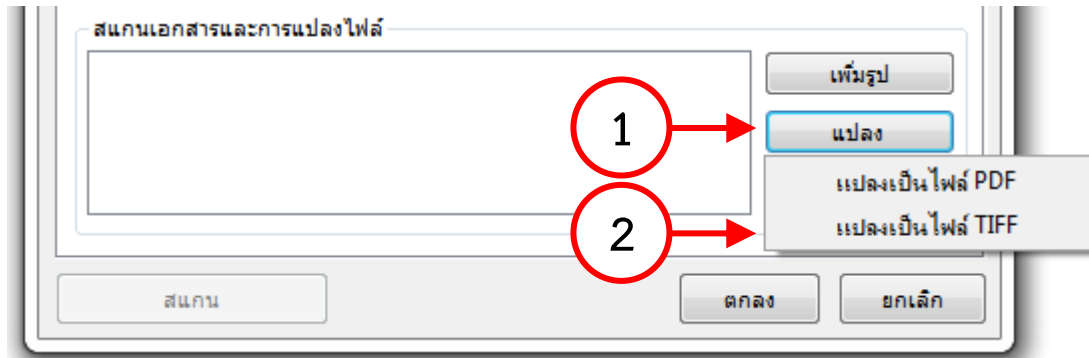 สแกนเอกสารและการแปลงไฟล์
เพิ่มรูป
1
แปลง
แปลงเป็นไฟล์ PDF
2
แปลงเป็นไฟล์ TIFF
สแกน
ตกลง
ยกเลิก